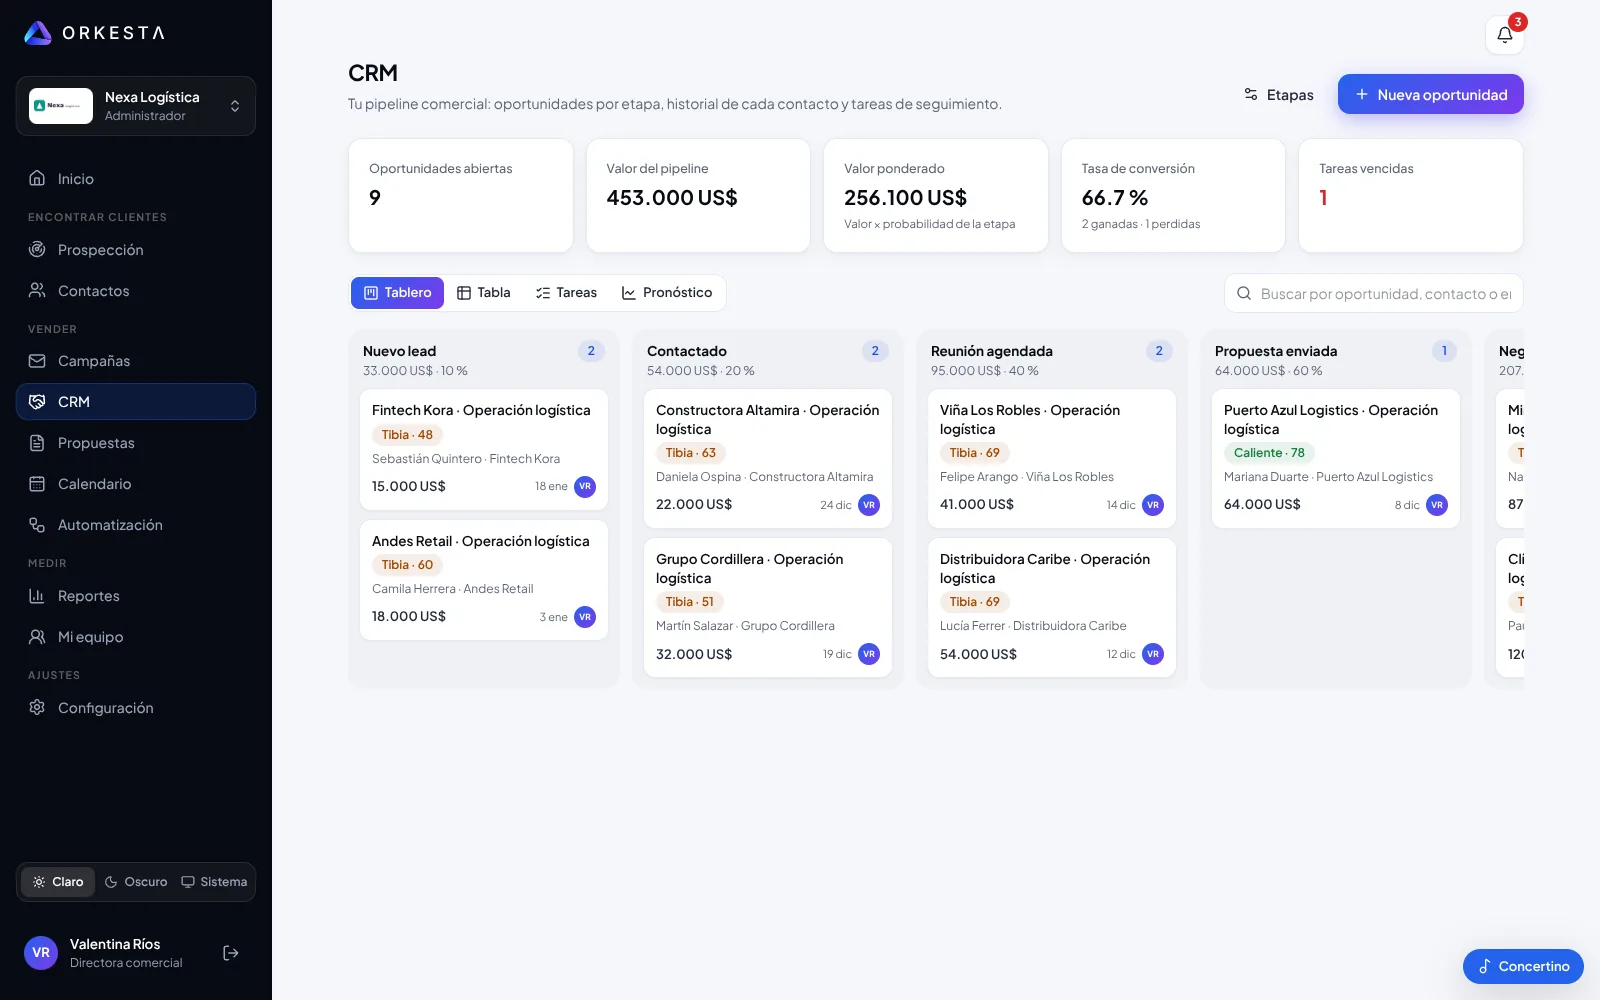 ORKESTA
Nexa Logística
Administrador
Inicio
ENCONTRAR CLIENTES
Prospección
Contactos
VENDER
Campañas
CRM
Propuestas
Calendario
Automatización
MEDIR
Reportes
Mi equipo
AJUSTES
Configuración
Claro
Oscuro
Sistema
VR
Valentina Ríos
Directora comercial
3
CRM
Tu pipeline comercial: oportunidades por etapa, historial de cada contacto y tareas de seguimiento.
Etapas
Nueva oportunidad
Oportunidades abiertas
9
Valor del pipeline
453.000 US$
Valor ponderado
256.100 US$
Valor × probabilidad de la etapa
Tasa de conversión
66.7 %
2 ganadas · 1 perdidas
Tareas vencidas
1
Tablero
Tabla
Tareas
Pronóstico
Buscar por oportunidad, contacto o e
Nuevo lead
2
33.000 US$ · 10 %
Fintech Kora · Operación logística
Tibia · 48
Sebastián Quintero · Fintech Kora
15.000 US$
18 ene
VR
Andes Retail · Operación logística
Tibia · 60
Camila Herrera · Andes Retail
18.000 US$
3 ene
VR
Contactado
2
54.000 US$ · 20 %
Constructora Altamira · Operación
logística
Tibia · 63
Daniela Ospina · Constructora Altamira
22.000 US$
24 dic
VR
Grupo Cordillera · Operación
logística
Tibia · 51
Martín Salazar · Grupo Cordillera
32.000 US$
19 dic
VR
Reunión agendada
2
95.000 US$ · 40 %
Viña Los Robles · Operación
logística
Tibia · 69
Felipe Arango · Viña Los Robles
41.000 US$
14 dic
VR
Distribuidora Caribe · Operación
logística
Tibia · 69
Lucía Ferrer · Distribuidora Caribe
54.000 US$
12 dic
VR
Propuesta enviada
1
64.000 US$ · 60 %
Puerto Azul Logistics · Operación
logística
Caliente · 78
Mariana Duarte · Puerto Azul Logistics
64.000 US$
8 dic
VR
Neg
207.
Mi
log
T
Na
87
Clí
log
T
Pau
120
Concertino